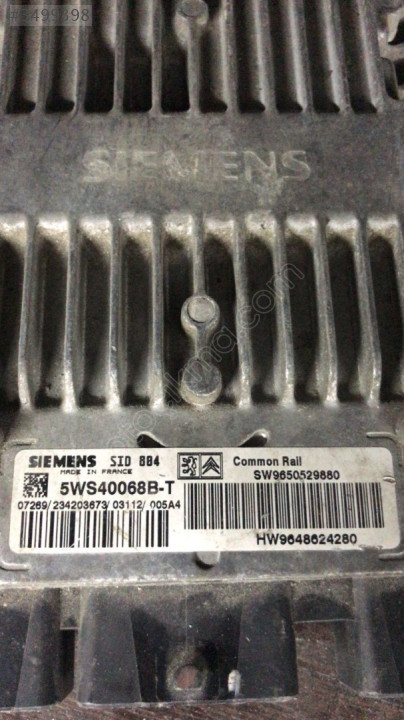 SIEMENS
SIEMENS SID 804
MADE IN FRANCE
5WS40068B-T
07269/234203673/03112/005A4
Common Rail
SW9650529880
HW9648624280